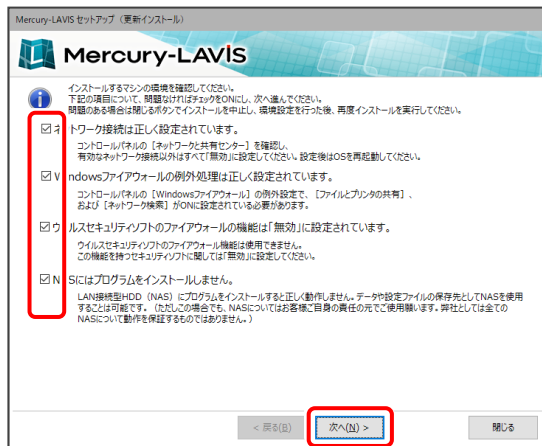 Mercury-LAVIS セットアップ（更新インストール）
Mercury-LAVIS
インストールするマシンの環境を確認してください。
下記の項目について、問題なければチェックをONにし、次へ進んでください。
問題のある場合は閉じるボタンでインストールを中止し、環境設定を行った後、再度インストールを実行してください。
ネットワーク接続は正しく設定されています。
コントロールパネルの［ネットワークと共有センター］を確認し、
有効なネットワーク接続以外はすべて「無効」に設定してください。設定後はOSを再起動してください。
Windowsファイアウォールの例外処理は正しく設定されています。
コントロールパネルの［Windowsファイアウォール］の例外設定で、［ファイルとプリンタの共有］、
および［ネットワーク検索］がONに設定されている必要があります。
ウイルスセキュリティソフトのファイアウォールの機能は「無効」に設定されています。
ウイルスセキュリティソフトのファイアウォール機能は使用できません。
この機能を持つセキュリティソフトに関しては「無効」に設定してください。
NASにはプログラムをインストールしません。
LAN接続型HDD（NAS）にプログラムをインストールすると正しく動作しません。データや設定ファイルの保存先としてNASを使用
することは可能です。（ただしこの場合でも、NASについてはお客様ご自身の責任の元でご使用願います。弊社としては全ての
NASについて動作を保証するものではありません。）
< 戻る(B) 次へ(N) > 閉じる